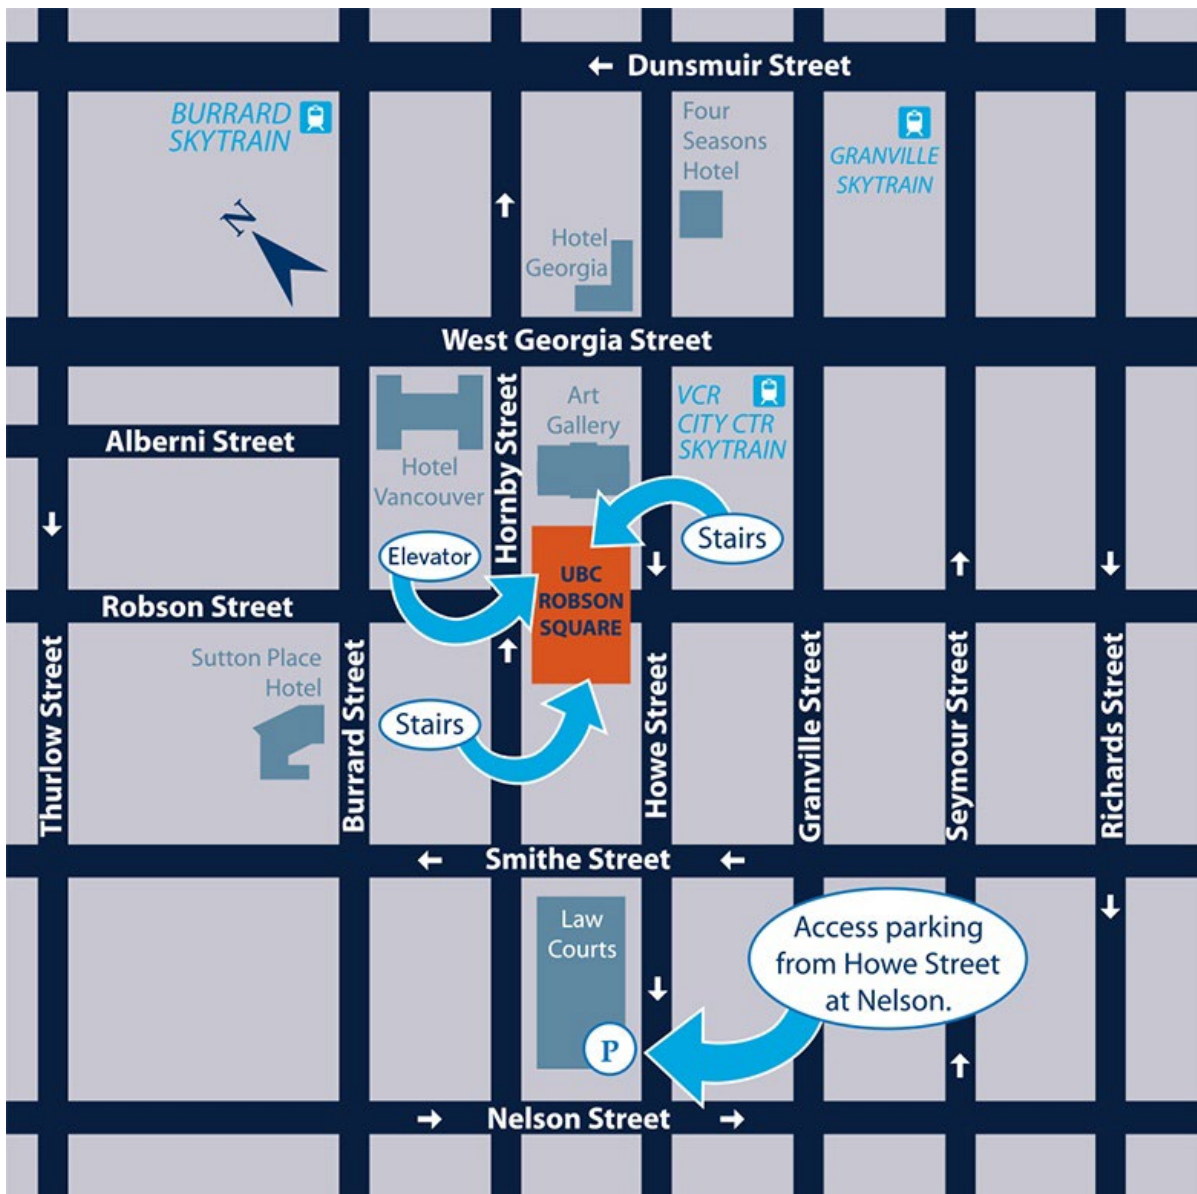 ← Dunsmuir Street
BURRARD
SKYTRAIN
Four
Seasons
Hotel
GRANVILLE
SKYTRAIN
N
Hotel
Georgia
West Georgia Street
Alberni Street
Hotel
Vancouver
Hornby Street
Art
Gallery
VCR
CITY CTR
SKYTRAIN
Elevator
Stairs
UBC
ROBSON
SQUARE
Robson Street
Thurlow Street
Sutton Place
Hotel
Burrard Street
Stairs
Howe Street
Granville Street
Seymour Street
Richards Street
← Smithe Street ←
Law
Courts
P
Access parking
from Howe Street
at Nelson.
→ Nelson Street →